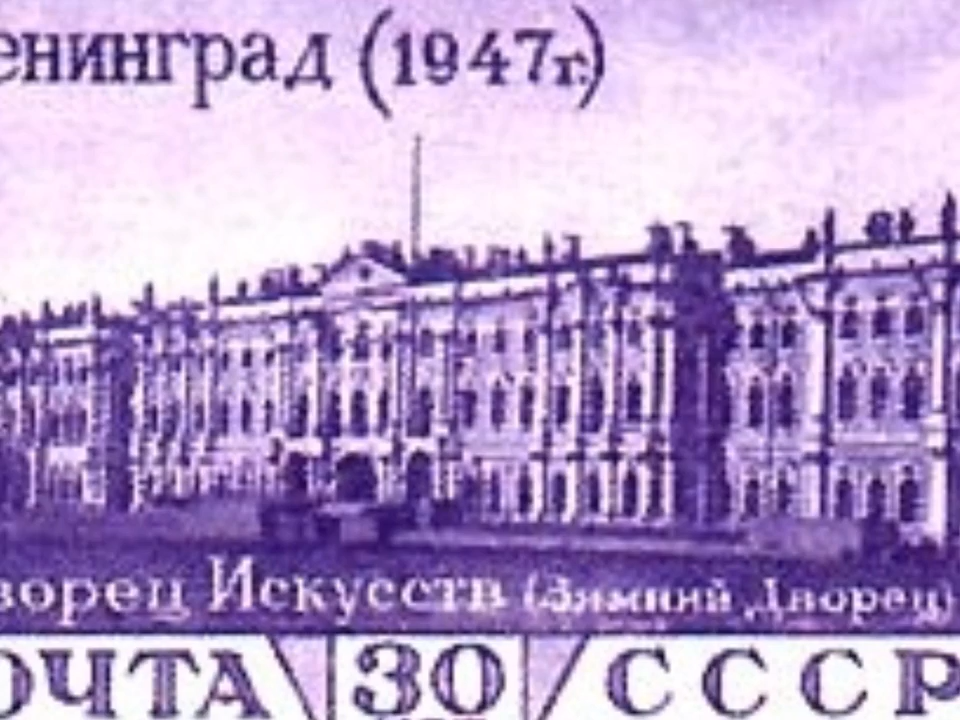 енинград (1947г.)
ворец Искусств (Зимний Дворец)
ОЧТА 30 СССР